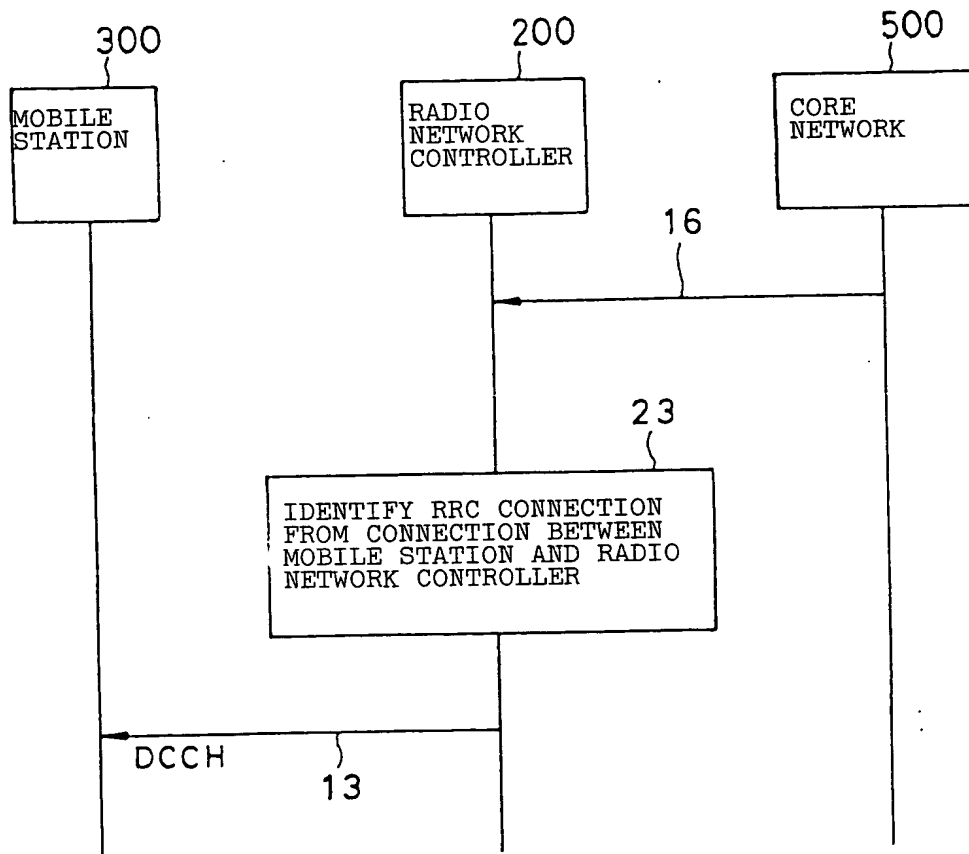 300
200
500
MOBILE
STATION
RADIO
NETWORK
CONTROLLER
CORE
NETWORK
16
23
IDENTIFY RRC CONNECTION
FROM CONNECTION BETWEEN
MOBILE STATION AND RADIO
NETWORK CONTROLLER
DCCH
13